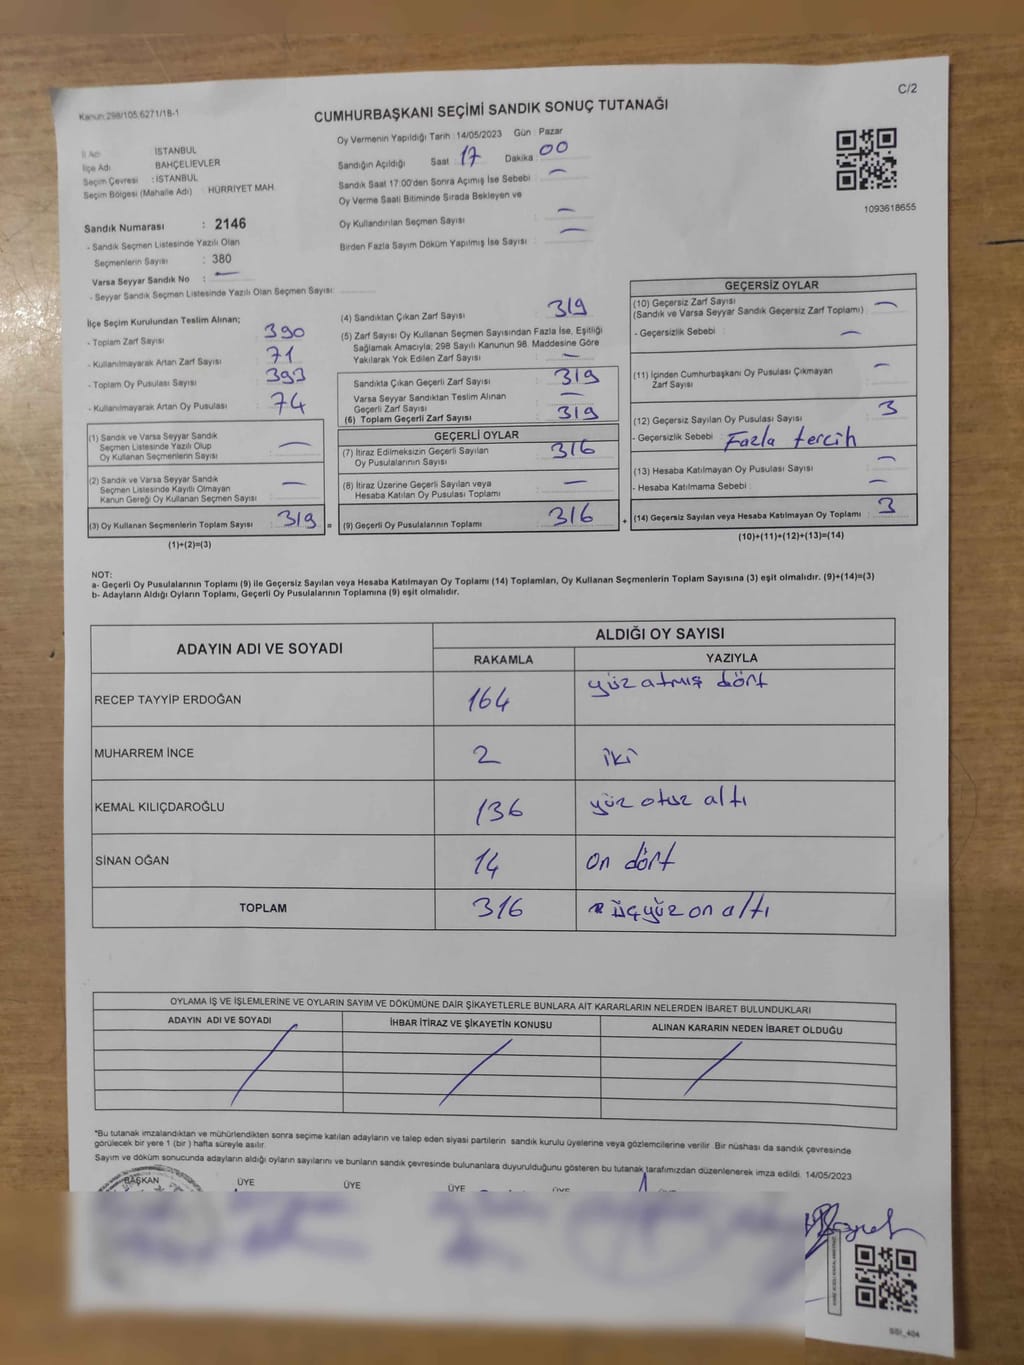 Kanun:298/105.6271/18-1
C/2
CUMHURBAŞKANI SEÇİMİ SANDIK SONUÇ TUTANAĞI
İl Adı : İSTANBUL
İlçe Adı : BAHÇELİEVLER
Seçim Çevresi : İSTANBUL
Seçim Bölgesi (Mahalle Adı) : HÜRRİYET MAH.
Sandık Numarası : 2146
- Sandık Seçmen Listesinde Yazılı Olan
Seçmenlerin Sayısı : 380
Varsa Seyyar Sandık No : —
- Seyyar Sandık Seçmen Listesinde Yazılı Olan Seçmen Sayısı:
Oy Vermenin Yapıldığı Tarih : 14/05/2023 Gün : Pazar
Sandığın Açıldığı Saat : 17 Dakika : 00
Sandık Saat 17:00'den Sonra Açımış İse Sebebi : —
Oy Verme Saati Bitiminde Sırada Bekleyen ve
Oy Kullandırılan Seçmen Sayısı : —
Birden Fazla Sayım Döküm Yapılmış İse Sayısı : —
1093618655
İlçe Seçim Kurulundan Teslim Alınan;
- Toplam Zarf Sayısı : 390
- Kullanılmayarak Artan Zarf Sayısı : 71
- Toplam Oy Pusulası Sayısı : 393
- Kullanılmayarak Artan Oy Pusulası : 74
(1) Sandık ve Varsa Seyyar Sandık
Seçmen Listesinde Yazılı Olup
Oy Kullanan Seçmenlerin Sayısı : —
(2) Sandık ve Varsa Seyyar Sandık
Seçmen Listesinde Kayıtlı Olmayan
Kanun Gereği Oy Kullanan Seçmen Sayısı : —
(3) Oy Kullanan Seçmenlerin Toplam Sayısı : 319 =
(1)+(2)=(3)
(4) Sandıktan Çıkan Zarf Sayısı : 319
(5) Zarf Sayısı Oy Kullanan Seçmen Sayısından Fazla İse, Eşitliği
Sağlamak Amacıyla; 298 Sayılı Kanunun 98. Maddesine Göre
Yakılarak Yok Edilen Zarf Sayısı : —
Sandıkta Çıkan Geçerli Zarf Sayısı : 319
Varsa Seyyar Sandıktan Teslim Alınan
Geçerli Zarf Sayısı : —
(6) Toplam Geçerli Zarf Sayısı : 319
GEÇERLİ OYLAR
(7) İtiraz Edilmeksizin Geçerli Sayılan
Oy Pusulalarının Sayısı : 316
(8) İtiraz Üzerine Geçerli Sayılan veya
Hesaba Katılan Oy Pusulası Toplamı : —
(9) Geçerli Oy Pusulalarının Toplamı : 316 +
GEÇERSİZ OYLAR
(10) Geçersiz Zarf Sayısı
(Sandık ve Varsa Seyyar Sandık Geçersiz Zarf Toplamı) : —
- Geçersizlik Sebebi : —
(11) İçinden Cumhurbaşkanı Oy Pusulası Çıkmayan
Zarf Sayısı : —
(12) Geçersiz Sayılan Oy Pusulası Sayısı : 3
- Geçersizlik Sebebi : Fazla tercih
(13) Hesaba Katılmayan Oy Pusulası Sayısı : —
- Hesaba Katılmama Sebebi : —
(14) Geçersiz Sayılan veya Hesaba Katılmayan Oy Toplamı : 3
(10)+(11)+(12)+(13)=(14)
NOT:
a- Geçerli Oy Pusulalarının Toplamı (9) ile Geçersiz Sayılan veya Hesaba Katılmayan Oy Toplamı (14) Toplamları, Oy Kullanan Seçmenlerin Toplam Sayısına (3) eşit olmalıdır. (9)+(14)=(3)
b- Adayların Aldığı Oyların Toplamı, Geçerli Oy Pusulalarının Toplamına (9) eşit olmalıdır.
ADAYIN ADI VE SOYADI
ALDIĞI OY SAYISI
RAKAMLA YAZIYLA
RECEP TAYYİP ERDOĞAN 164 yüz atmış dört
MUHARREM İNCE 2 iki
KEMAL KILIÇDAROĞLU 136 yüz otuz altı
SİNAN OĞAN 14 on dört
TOPLAM 316 üçyüz on altı
OYLAMA İŞ VE İŞLEMLERİNE VE OYLARIN SAYIM VE DÖKÜMÜNE DAİR ŞİKAYETLERLE BUNLARA AİT KARARLARIN NELERDEN İBARET BULUNDUKLARI
ADAYIN ADI VE SOYADI İHBAR İTİRAZ VE ŞİKAYETİN KONUSU ALINAN KARARIN NEDEN İBARET OLDUĞU
*Bu tutanak imzalandıktan ve mühürlendikten sonra seçime katılan adayların ve talep eden siyasi partilerin sandık kurulu üyelerine veya gözlemcilerine verilir. Bir nüshası da sandık çevresinde
görülecek bir yere 1 (bir ) hafta süreyle asılır.
Sayım ve döküm sonucunda adayların aldığı oyların sayılarını ve bunların sandık çevresinde bulunanlara duyurulduğunu gösteren bu tutanak tarafımızdan düzenlenerek imza edildi. 14/05/2023
BAŞKAN ÜYE ÜYE ÜYE ÜYE ÜYE
SSI_404